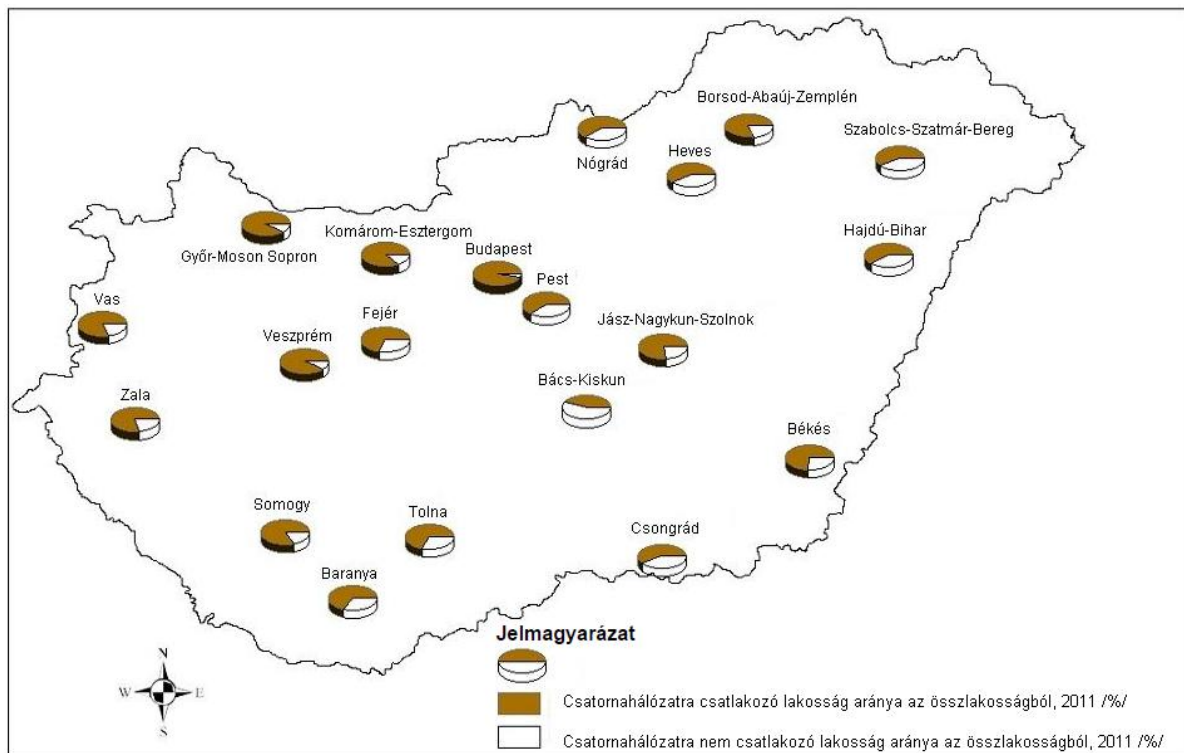 Borsod-Abaúj-Zemplén
Szabolcs-Szatmár-Bereg
Nógrád
Heves
Győr-Moson Sopron
Komárom-Esztergom
Budapest
Hajdú-Bihar
Pest
Vas
Fejér
Veszprém
Jász-Nagykun-Szolnok
Bács-Kiskun
Zala
Békés
Somogy
Tolna
Csongrád
Baranya
Jelmagyarázat
N
W E
S
Csatornahálózatra csatlakozó lakosság aránya az összlakosságból, 2011 /%/
Csatornahálózatra nem csatlakozó lakosság aránya az összlakosságból, 2011 /%/